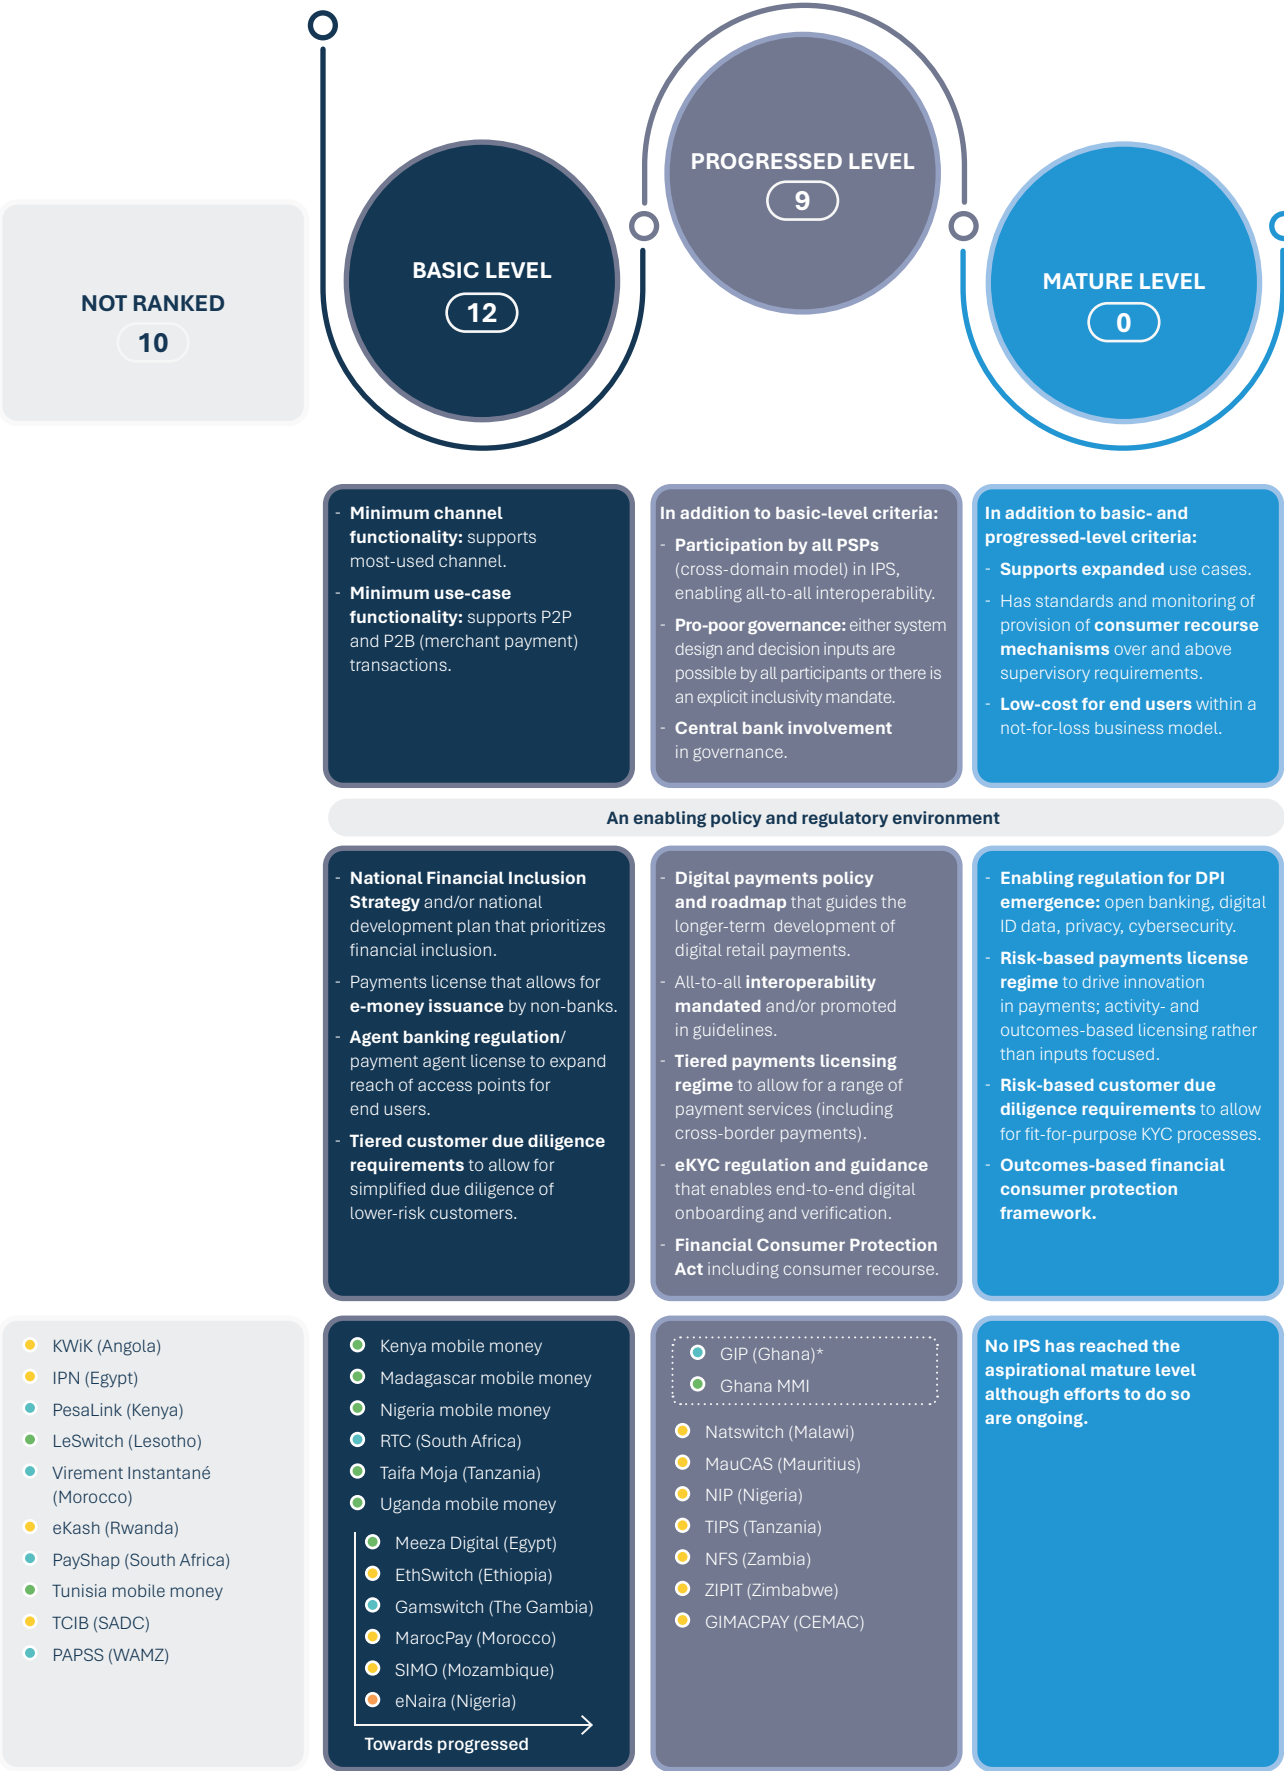 NOT RANKED
10
BASIC LEVEL
12
PROGRESSED LEVEL
9
MATURE LEVEL
0
- Minimum channel
functionality: supports
most-used channel.
- Minimum use-case
functionality: supports P2P
and P2B (merchant payment)
transactions.
In addition to basic-level criteria:
- Participation by all PSPs
(cross-domain model) in IPS,
enabling all-to-all interoperability.
- Pro-poor governance: either system
design and decision inputs are
possible by all participants or there is
an explicit inclusivity mandate.
- Central bank involvement
in governance.
In addition to basic- and
progressed-level criteria:
- Supports expanded use cases.
- Has standards and monitoring of
provision of consumer recourse
mechanisms over and above
supervisory requirements.
- Low-cost for end users within a
not-for-loss business model.
An enabling policy and regulatory environment
- National Financial Inclusion
Strategy and/or national
development plan that prioritizes
financial inclusion.
- Payments license that allows for
e-money issuance by non-banks.
- Agent banking regulation/
payment agent license to expand
reach of access points for
end users.
- Tiered customer due diligence
requirements to allow for
simplified due diligence of
lower-risk customers.
- Digital payments policy
and roadmap that guides the
longer-term development of
digital retail payments.
- All-to-all interoperability
mandated and/or promoted
in guidelines.
- Tiered payments licensing
regime to allow for a range of
payment services (including
cross-border payments).
- eKYC regulation and guidance
that enables end-to-end digital
onboarding and verification.
- Financial Consumer Protection
Act including consumer recourse.
- Enabling regulation for DPI
emergence: open banking, digital
ID data, privacy, cybersecurity.
- Risk-based payments license
regime to drive innovation
in payments; activity- and
outcomes-based licensing rather
than inputs focused.
- Risk-based customer due
diligence requirements to allow
for fit-for-purpose KYC processes.
- Outcomes-based financial
consumer protection
framework.
KWiK (Angola)
IPN (Egypt)
PesaLink (Kenya)
LeSwitch (Lesotho)
Virement Instantané
(Morocco)
eKash (Rwanda)
PayShap (South Africa)
Tunisia mobile money
TCIB (SADC)
PAPSS (WAMZ)
Kenya mobile money
Madagascar mobile money
Nigeria mobile money
RTC (South Africa)
Taifa Moja (Tanzania)
Uganda mobile money
Meeza Digital (Egypt)
EthSwitch (Ethiopia)
Gamswitch (The Gambia)
MarocPay (Morocco)
SIMO (Mozambique)
eNaira (Nigeria)
Towards progressed
GIP (Ghana)*
Ghana MMI
Natswitch (Malawi)
MauCAS (Mauritius)
NIP (Nigeria)
TIPS (Tanzania)
NFS (Zambia)
ZIPIT (Zimbabwe)
GIMACPAY (CEMAC)
No IPS has reached the
aspirational mature level
although efforts to do so
are ongoing.